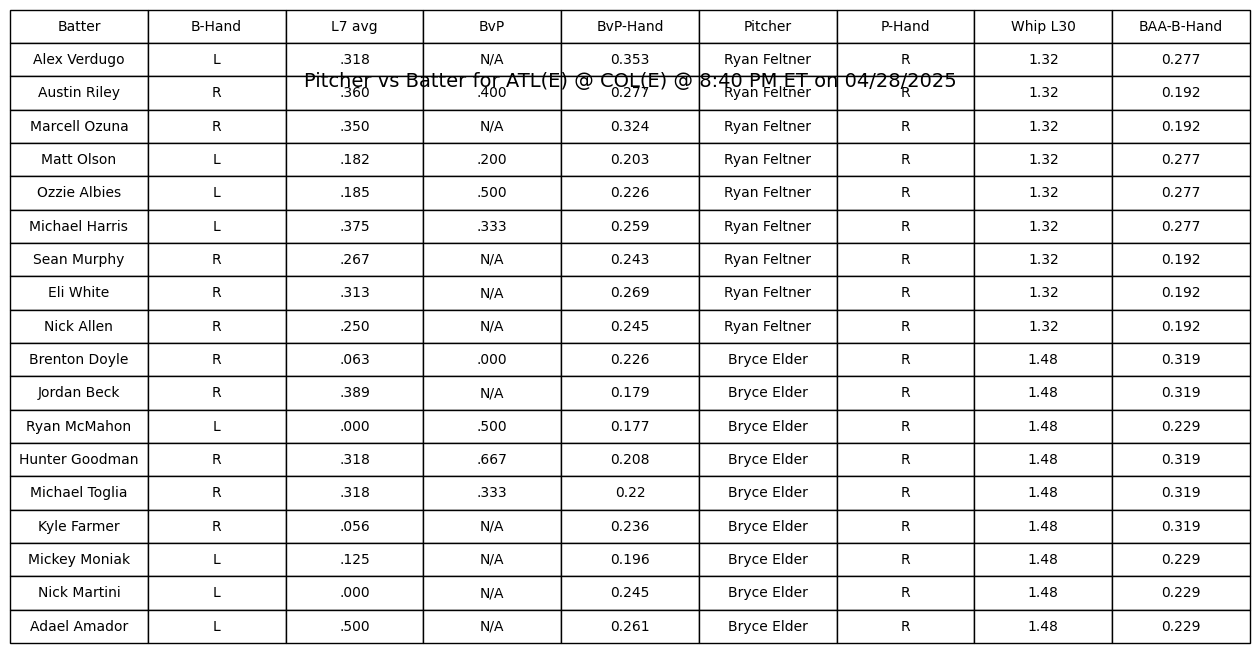 Batter B-Hand L7 avg BvP BvP-Hand Pitcher P-Hand Whip L30 BAA-B-Hand
Alex Verdugo L .318 N/A 0.353 Ryan Feltner R 1.32 0.277
Pitcher vs Batter for ATL(E) @ COL(E) @ 8:40 PM ET on 04/28/2025
Austin Riley R .360 .400 0.277 Ryan Feltner R 1.32 0.192
Marcell Ozuna R .350 N/A 0.324 Ryan Feltner R 1.32 0.192
Matt Olson L .182 .200 0.203 Ryan Feltner R 1.32 0.277
Ozzie Albies L .185 .500 0.226 Ryan Feltner R 1.32 0.277
Michael Harris L .375 .333 0.259 Ryan Feltner R 1.32 0.277
Sean Murphy R .267 N/A 0.243 Ryan Feltner R 1.32 0.192
Eli White R .313 N/A 0.269 Ryan Feltner R 1.32 0.192
Nick Allen R .250 N/A 0.245 Ryan Feltner R 1.32 0.192
Brenton Doyle R .063 .000 0.226 Bryce Elder R 1.48 0.319
Jordan Beck R .389 N/A 0.179 Bryce Elder R 1.48 0.319
Ryan McMahon L .000 .500 0.177 Bryce Elder R 1.48 0.229
Hunter Goodman R .318 .667 0.208 Bryce Elder R 1.48 0.319
Michael Toglia R .318 .333 0.22 Bryce Elder R 1.48 0.319
Kyle Farmer R .056 N/A 0.236 Bryce Elder R 1.48 0.319
Mickey Moniak L .125 N/A 0.196 Bryce Elder R 1.48 0.229
Nick Martini L .000 N/A 0.245 Bryce Elder R 1.48 0.229
Adael Amador L .500 N/A 0.261 Bryce Elder R 1.48 0.229